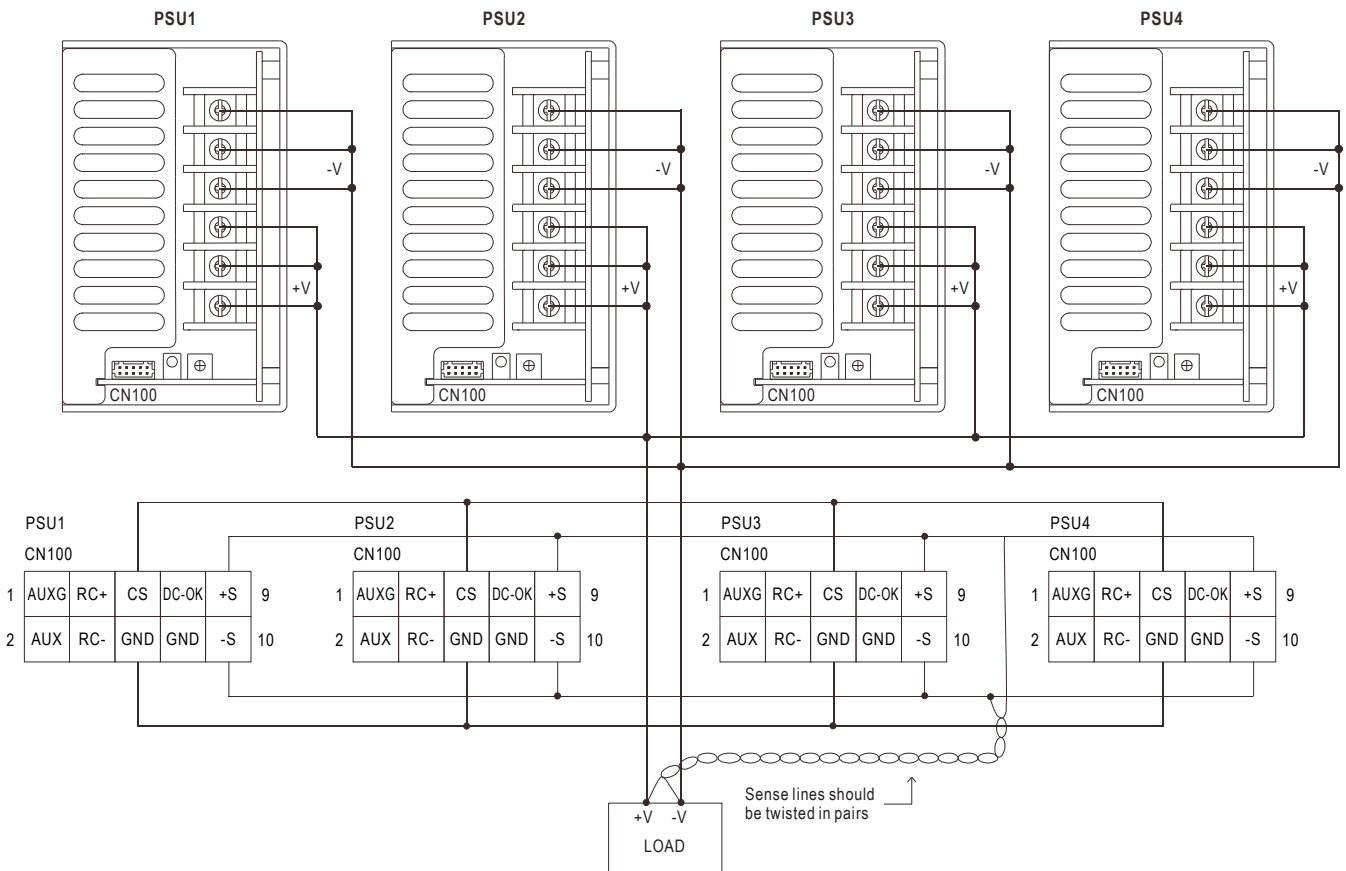 PSU1 PSU2 PSU3 PSU4
-V -V -V -V
+V +V +V +V
CN100 CN100 CN100 CN100
PSU1 PSU2 PSU3 PSU4
CN100 CN100 CN100 CN100
1 AUXG RC+ CS DC-OK +S 9 1 AUXG RC+ CS DC-OK +S 9 1 AUXG RC+ CS DC-OK +S 9 1 AUXG RC+ CS DC-OK +S 9
2 AUX RC- GND GND -S 10 2 AUX RC- GND GND -S 10 2 AUX RC- GND GND -S 10 2 AUX RC- GND GND -S 10
Sense lines should
be twisted in pairs
+V -V
LOAD